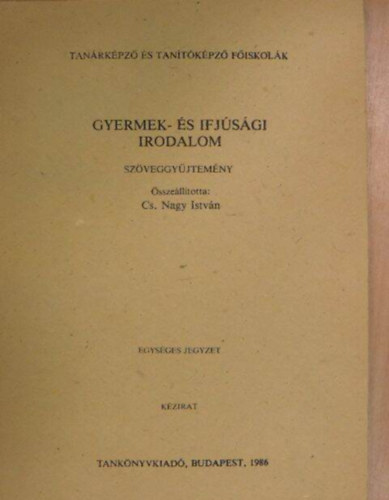 TANÁRKÉPZŐ ÉS TANÍTÓKÉPZŐ FŐISKOLÁK
GYERMEK- ÉS IFJÚSÁGI
IRODALOM
SZÖVEGGYŰJTEMÉNY
Összeállította:
Cs. Nagy István
EGYSÉGES JEGYZET
KÉZIRAT
TANKÖNYVKIADÓ, BUDAPEST, 1986